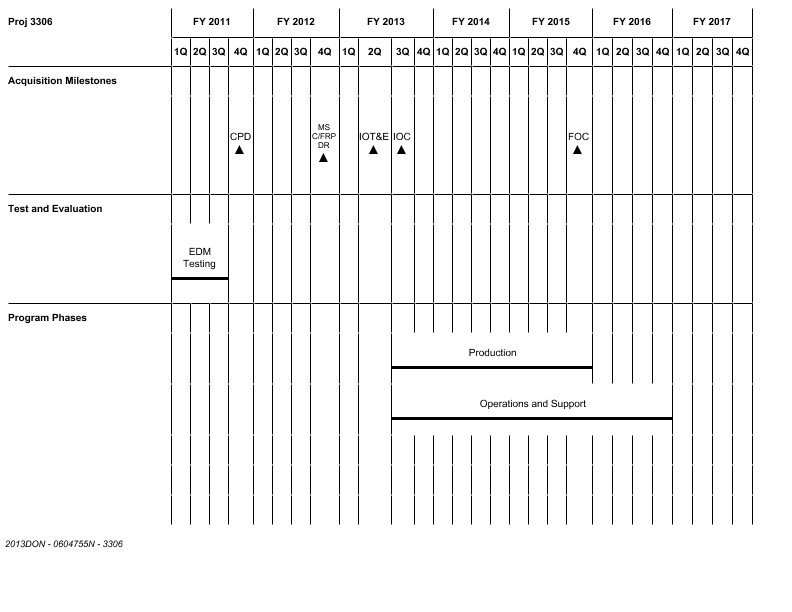 Proj 3306 FY 2011 FY 2012 FY 2013 FY 2014 FY 2015 FY 2016 FY 2017
1Q 2Q 3Q 4Q 1Q 2Q 3Q 4Q 1Q 2Q 3Q 4Q 1Q 2Q 3Q 4Q 1Q 2Q 3Q 4Q 1Q 2Q 3Q 4Q 1Q 2Q 3Q 4Q
Acquisition Milestones
CPD
MS
C/FRP
DR
IOT&E
IOC
FOC
Test and Evaluation
EDM
Testing
Program Phases
Production
Operations and Support
2013DON - 0604755N - 3306